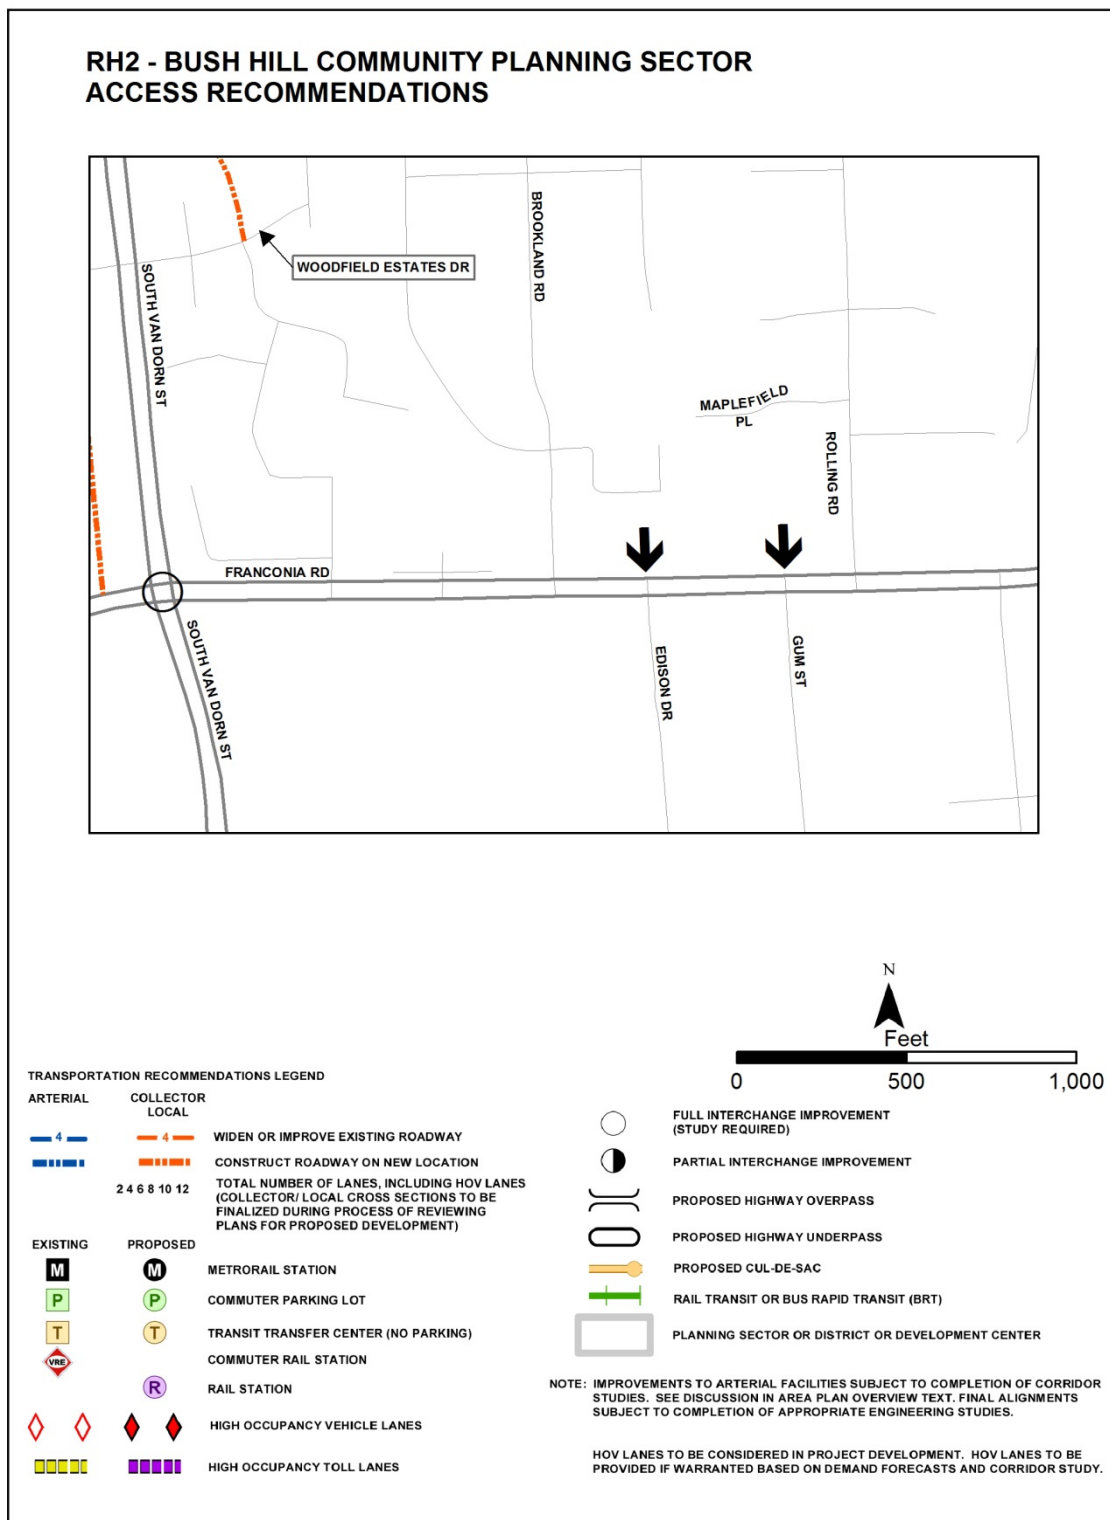 RH2 - BUSH HILL COMMUNITY PLANNING SECTOR
ACCESS RECOMMENDATIONS
BROOKLAND RD
WOODFIELD ESTATES DR
SOUTH VAN DORN ST
MAPLEFIELD
PL
ROLLING RD
FRANCONIA RD
SOUTH VAN DORN ST
EDISON DR
GUM ST
N
Feet
0 500 1,000
TRANSPORTATION RECOMMENDATIONS LEGEND
ARTERIAL COLLECTOR
LOCAL
4 4 WIDEN OR IMPROVE EXISTING ROADWAY
CONSTRUCT ROADWAY ON NEW LOCATION
2 4 6 8 10 12 TOTAL NUMBER OF LANES, INCLUDING HOV LANES
(COLLECTOR/ LOCAL CROSS SECTIONS TO BE
FINALIZED DURING PROCESS OF REVIEWING
PLANS FOR PROPOSED DEVELOPMENT)
EXISTING PROPOSED
M M METRORAIL STATION
P P COMMUTER PARKING LOT
T T TRANSIT TRANSFER CENTER (NO PARKING)
VRE COMMUTER RAIL STATION
R RAIL STATION
HIGH OCCUPANCY VEHICLE LANES
HIGH OCCUPANCY TOLL LANES
FULL INTERCHANGE IMPROVEMENT
(STUDY REQUIRED)
PARTIAL INTERCHANGE IMPROVEMENT
PROPOSED HIGHWAY OVERPASS
PROPOSED HIGHWAY UNDERPASS
PROPOSED CUL-DE-SAC
RAIL TRANSIT OR BUS RAPID TRANSIT (BRT)
PLANNING SECTOR OR DISTRICT OR DEVELOPMENT CENTER
NOTE: IMPROVEMENTS TO ARTERIAL FACILITIES SUBJECT TO COMPLETION OF CORRIDOR
STUDIES. SEE DISCUSSION IN AREA PLAN OVERVIEW TEXT. FINAL ALIGNMENTS
SUBJECT TO COMPLETION OF APPROPRIATE ENGINEERING STUDIES.
HOV LANES TO BE CONSIDERED IN PROJECT DEVELOPMENT. HOV LANES TO BE
PROVIDED IF WARRANTED BASED ON DEMAND FORECASTS AND CORRIDOR STUDY.